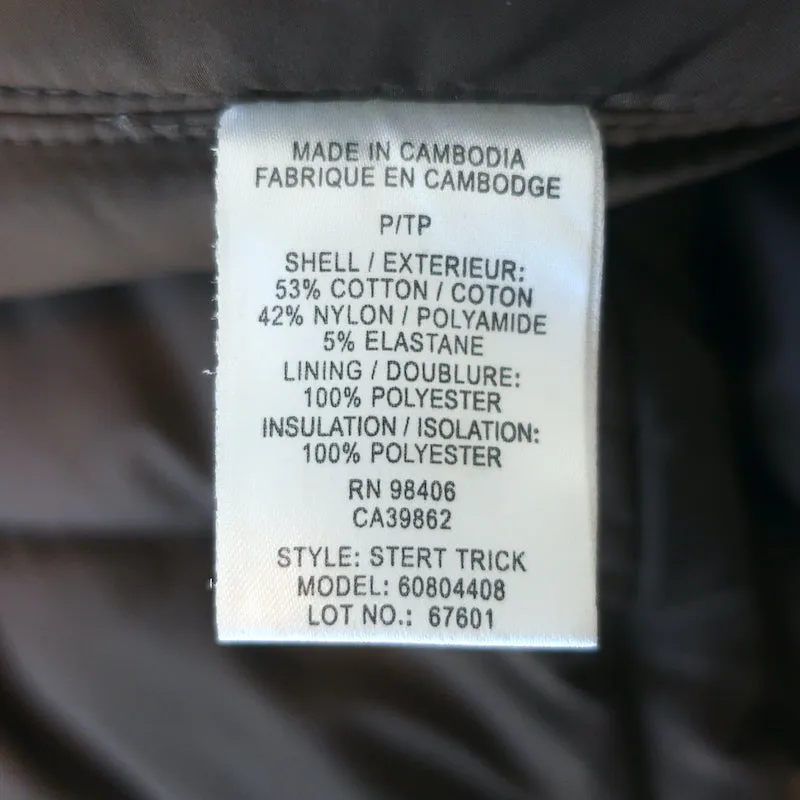 MADE IN CAMBODIA
FABRIQUE EN CAMBODGE
P/TP
SHELL / EXTERIEUR:
53% COTTON / COTON
42% NYLON / POLYAMIDE
5% ELASTANE
LINING / DOUBLURE:
100% POLYESTER
INSULATION / ISOLATION:
100% POLYESTER
RN 98406
CA39862
STYLE: STERT TRICK
MODEL: 60804408
LOT NO.: 67601